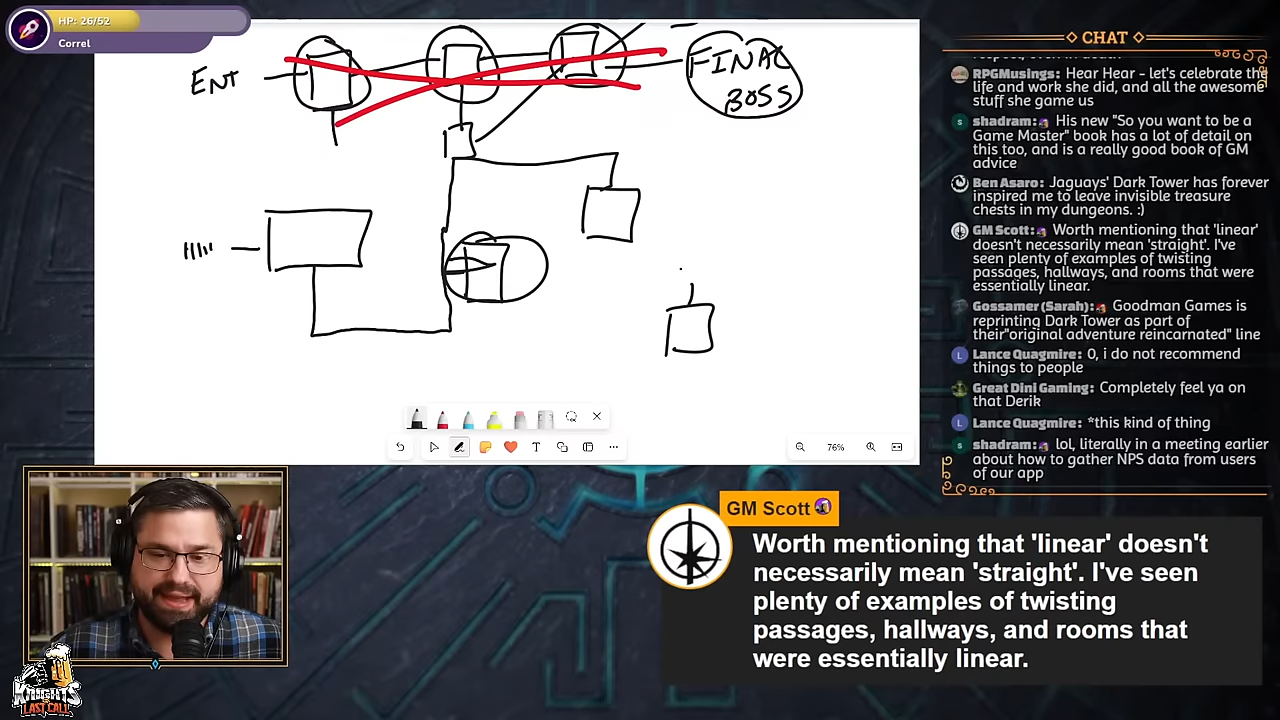 HP: 26/52
Correl
ENT
FINAL
BOSS
76%
CHAT
RPGMusings: Hear Hear - let's celebrate the
life and work she did, and all the awesome
stuff she game us
shadram: His new "So you want to be a
Game Master" book has a lot of detail on
this too, and is a really good book of GM
advice
Ben Asaro: Jaguays' Dark Tower has forever
inspired me to leave invisible treasure
chests in my dungeons. :)
GM Scott: Worth mentioning that 'linear'
doesn't necessarily mean 'straight'. I've
seen plenty of examples of twisting
passages, hallways, and rooms that were
essentially linear.
Gossamer (Sarah): Goodman Games is
reprinting Dark Tower as part of
their"original adventure reincarnated" line
Lance Quagmire: 0, i do not recommend
things to people
Great Dini Gaming: Completely feel ya on
that Derik
Lance Quagmire: *this kind of thing
shadram: lol, literally in a meeting earlier
about how to gather NPS data from users
of our app
GM Scott
Worth mentioning that 'linear' doesn't
necessarily mean 'straight'. I've seen
plenty of examples of twisting
passages, hallways, and rooms that
were essentially linear.
KNIGHTS
LAST CALL